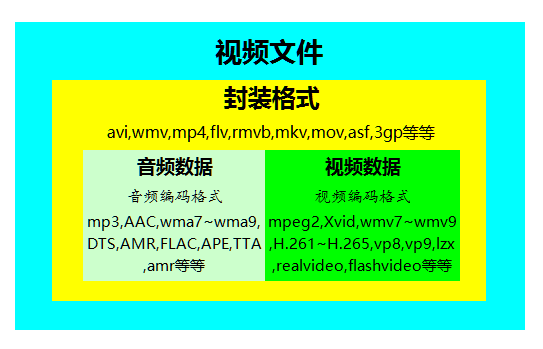 视频文件
封装格式
avi,wmv,mp4,flv,rmvb,mkv,mov,asf,3gp等等
音频数据
音频编码格式
mp3,AAC,wma7~wma9,
DTS,AMR,FLAC,APE,TTA
,amr等等
视频数据
视频编码格式
mpeg2,Xvid,wmv7~wmv9
,H.261~H.265,vp8,vp9,lzx
,realvideo,flashvideo等等